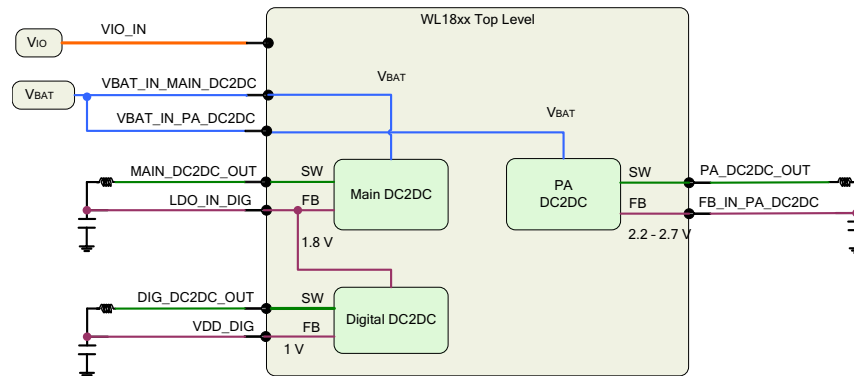 WL18xx Top Level
VIO
VIO_IN
VBAT
VBAT_IN_MAIN_DC2DC
VBAT_IN_PA_DC2DC
VBAT
VBAT
MAIN_DC2DC_OUT
SW
Main DC2DC
LDO_IN_DIG
FB
1.8 V
PA
DC2DC
SW
PA_DC2DC_OUT
FB
FB_IN_PA_DC2DC
2.2 – 2.7 V
DIG_DC2DC_OUT
SW
Digital DC2DC
VDD_DIG
FB
1 V